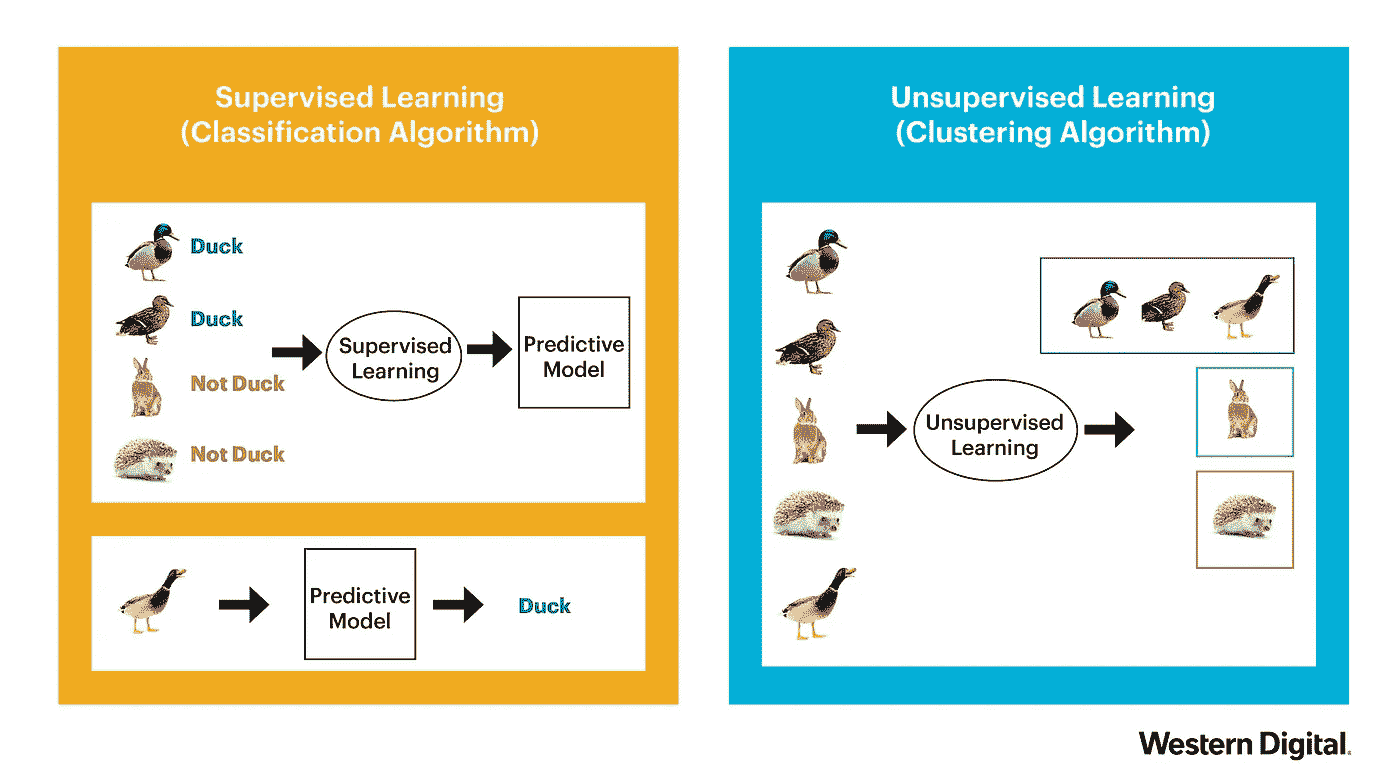 Supervised Learning
(Classification Algorithm)
Duck
Duck
Not Duck
Not Duck
Supervised
Learning
Predictive
Model
Predictive
Model
Duck
Unsupervised Learning
(Clustering Algorithm)
Unsupervised
Learning
Western Digital.